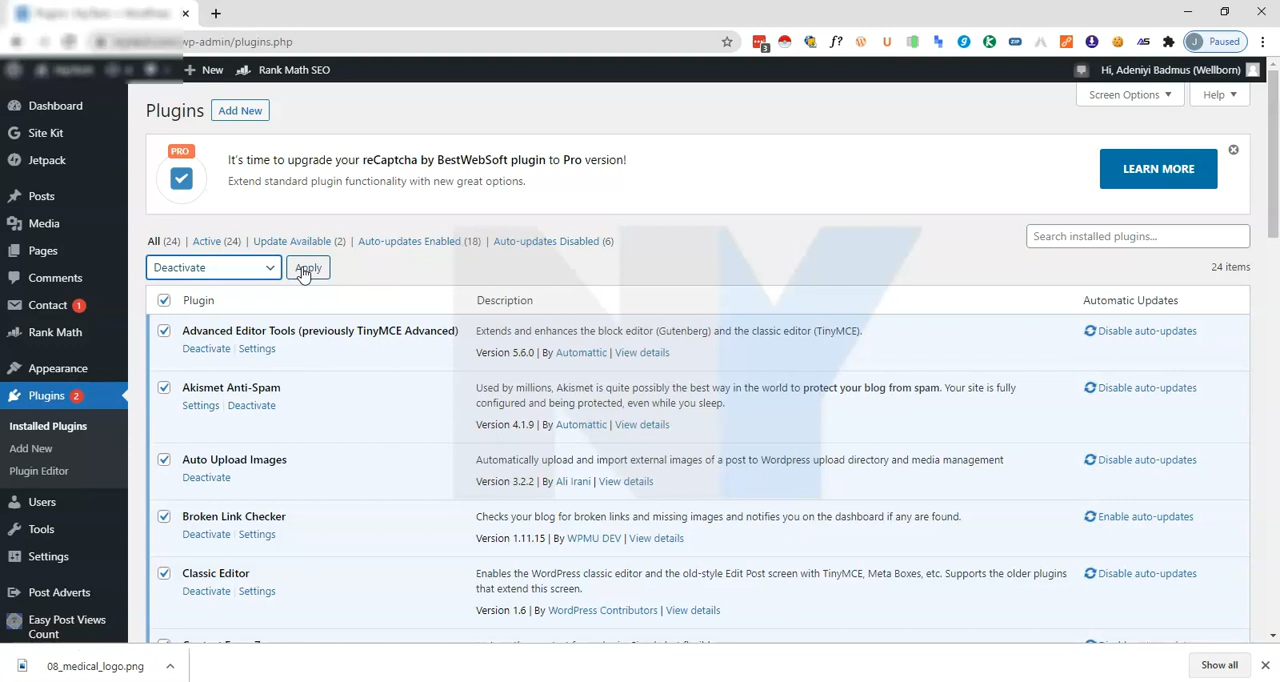 Plugins
Paused
wp-admin/plugins.php
New
Rank Math SEO
Hi, Adeniyi Badmus (Wellborn)
Screen Options
Help
Dashboard
Site Kit
Jetpack
Posts
Media
Pages
Comments
Contact 1
Rank Math
Appearance
Plugins 2
Installed Plugins
Add New
Plugin Editor
Users
Tools
Settings
Post Adverts
Easy Post Views
Count
Plugins Add New
PRO
It's time to upgrade your reCaptcha by BestWebSoft plugin to Pro version!
Extend standard plugin functionality with new great options.
LEARN MORE
All (24) | Active (24) | Update Available (2) | Auto-updates Enabled (18) | Auto-updates Disabled (6)
Search installed plugins...
Deactivate
Apply
24 items
Plugin Description Automatic Updates
Advanced Editor Tools (previously TinyMCE Advanced)
Deactivate | Settings
Extends and enhances the block editor (Gutenberg) and the classic editor (TinyMCE).
Version 5.6.0 | By Automattic | View details
Disable auto-updates
Akismet Anti-Spam
Settings | Deactivate
Used by millions, Akismet is quite possibly the best way in the world to protect your blog from spam. Your site is fully
configured and being protected, even while you sleep.
Version 4.1.9 | By Automattic | View details
Disable auto-updates
Auto Upload Images
Deactivate
Automatically upload and import external images of a post to Wordpress upload directory and media management
Version 3.2.2 | By Ali Irani | View details
Disable auto-updates
Broken Link Checker
Deactivate | Settings
Checks your blog for broken links and missing images and notifies you on the dashboard if any are found.
Version 1.11.15 | By WPMU DEV | View details
Enable auto-updates
Classic Editor
Deactivate | Settings
Enables the WordPress classic editor and the old-style Edit Post screen with TinyMCE, Meta Boxes, etc. Supports the older plugins
that extend this screen.
Version 1.6 | By WordPress Contributors | View details
Disable auto-updates
NY
08_medical_logo.png
Show all